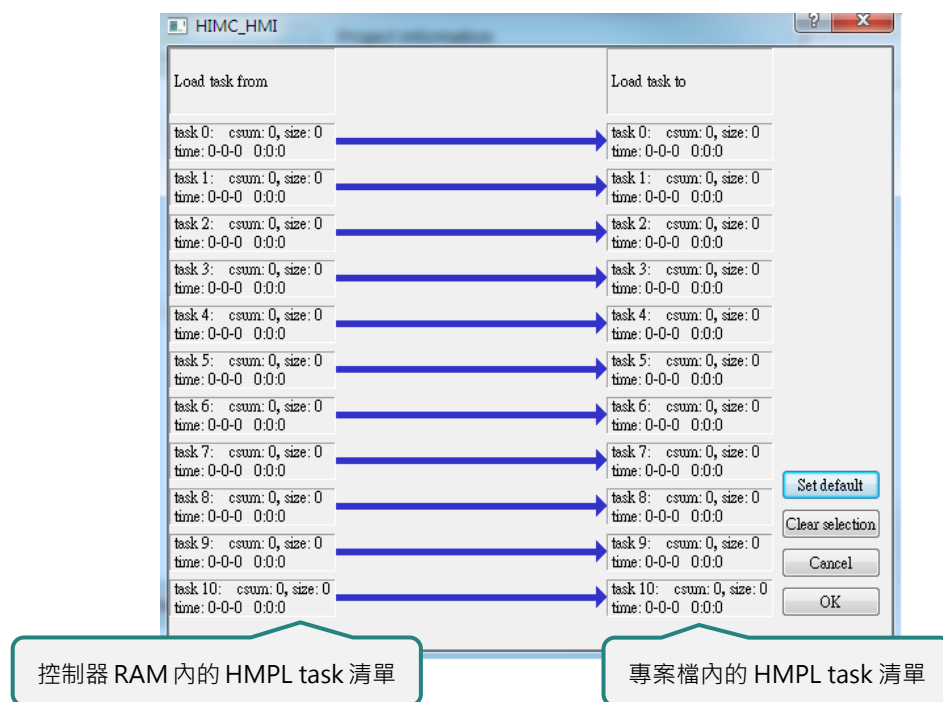 HIMC_HMI
Project information
Load task from
Load task to
task 0: csum: 0, size: 0
time: 0-0-0 0:0:0
task 0: csum: 0, size: 0
time: 0-0-0 0:0:0
task 1: csum: 0, size: 0
time: 0-0-0 0:0:0
task 1: csum: 0, size: 0
time: 0-0-0 0:0:0
task 2: csum: 0, size: 0
time: 0-0-0 0:0:0
task 2: csum: 0, size: 0
time: 0-0-0 0:0:0
task 3: csum: 0, size: 0
time: 0-0-0 0:0:0
task 3: csum: 0, size: 0
time: 0-0-0 0:0:0
task 4: csum: 0, size: 0
time: 0-0-0 0:0:0
task 4: csum: 0, size: 0
time: 0-0-0 0:0:0
task 5: csum: 0, size: 0
time: 0-0-0 0:0:0
task 5: csum: 0, size: 0
time: 0-0-0 0:0:0
task 6: csum: 0, size: 0
time: 0-0-0 0:0:0
task 6: csum: 0, size: 0
time: 0-0-0 0:0:0
task 7: csum: 0, size: 0
time: 0-0-0 0:0:0
task 7: csum: 0, size: 0
time: 0-0-0 0:0:0
task 8: csum: 0, size: 0
time: 0-0-0 0:0:0
task 8: csum: 0, size: 0
time: 0-0-0 0:0:0
task 9: csum: 0, size: 0
time: 0-0-0 0:0:0
task 9: csum: 0, size: 0
time: 0-0-0 0:0:0
task 10: csum: 0, size: 0
time: 0-0-0 0:0:0
task 10: csum: 0, size: 0
time: 0-0-0 0:0:0
Set default
Clear selection
Cancel
OK
控制器 RAM 內的 HMPL task 清單
專案檔內的 HMPL task 清單